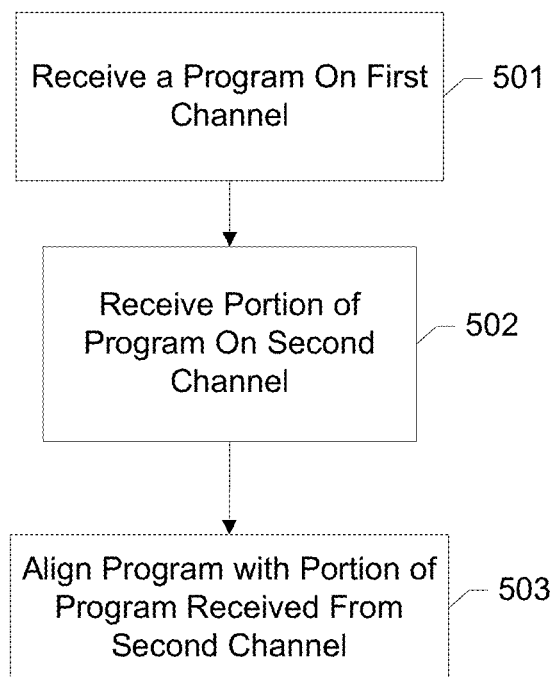 Receive a Program On First
Channel
501
Receive Portion of
Program On Second
Channel
502
Align Program with Portion of
Program Received From
Second Channel
503